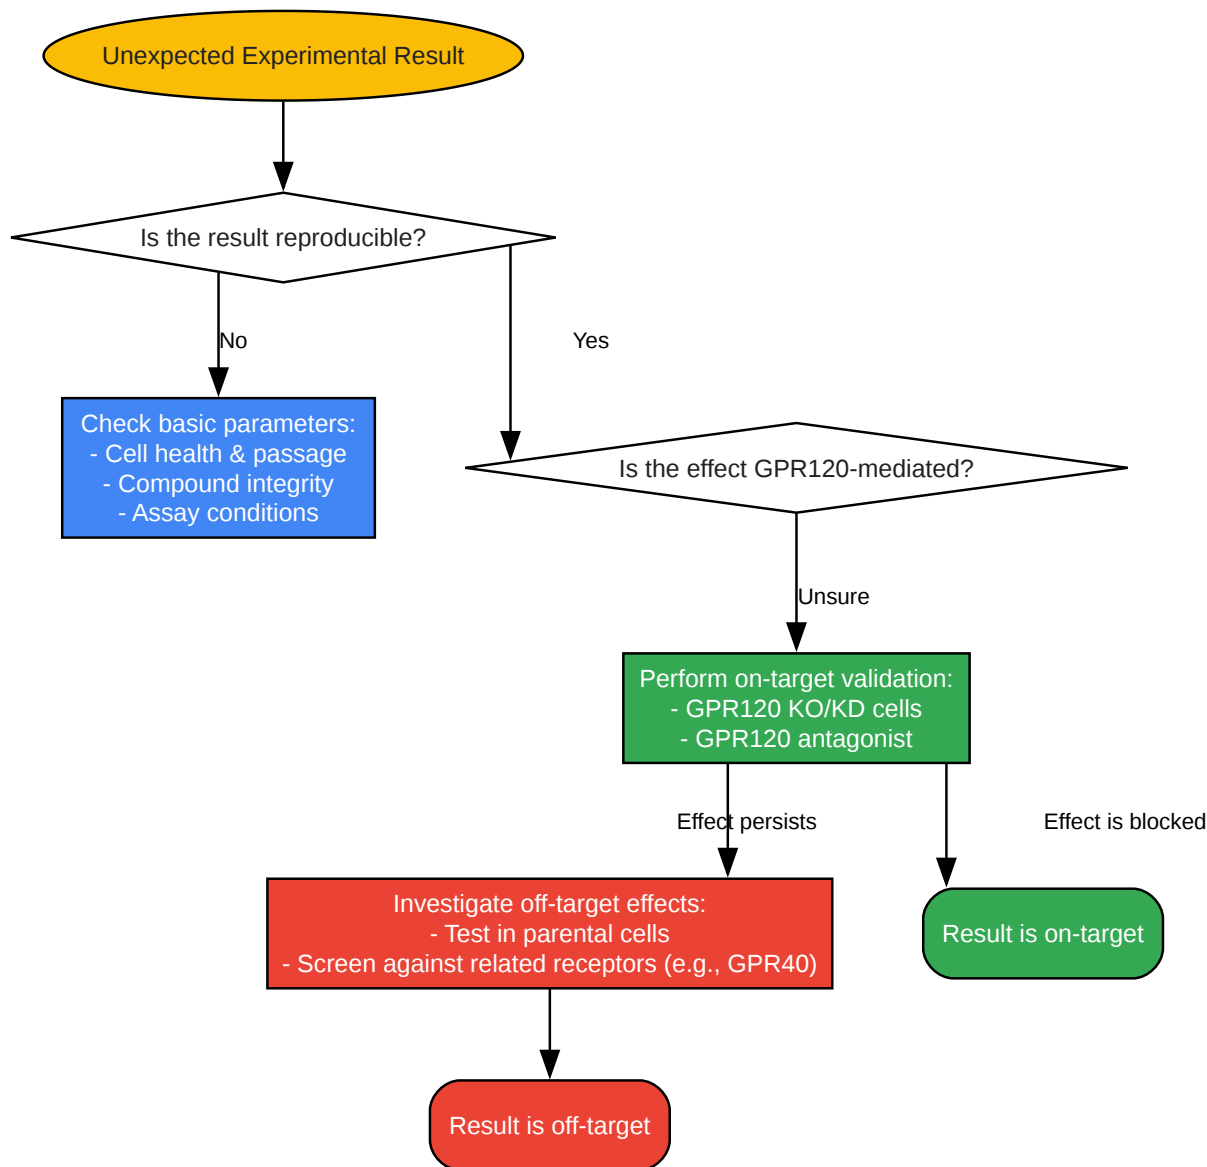 Unexpected Experimental Result
Is the result reproducible?
No
Yes
Check basic parameters:
- Cell health & passage
- Compound integrity
- Assay conditions
Is the effect GPR120-mediated?
Unsure
Perform on-target validation:
- GPR120 KO/KD cells
- GPR120 antagonist
Effect persists
Effect is blocked
Investigate off-target effects:
- Test in parental cells
- Screen against related receptors (e.g., GPR40)
Result is on-target
Result is off-target